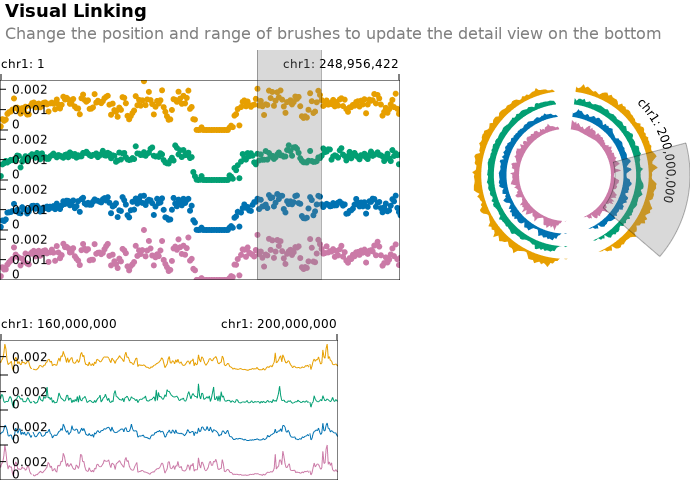 Visual Linking
Change the position and range of brushes to update the detail view on the bottom
chr1: 1
chr1: 248,956,422
0.002
0.001
0
0.002
0.001
0
0.002
0.001
0
0.002
0.001
0
chr1: 200,000,000
chr1: 160,000,000
chr1: 200,000,000
0.002
0
0.002
0
0.002
0
0.002
0